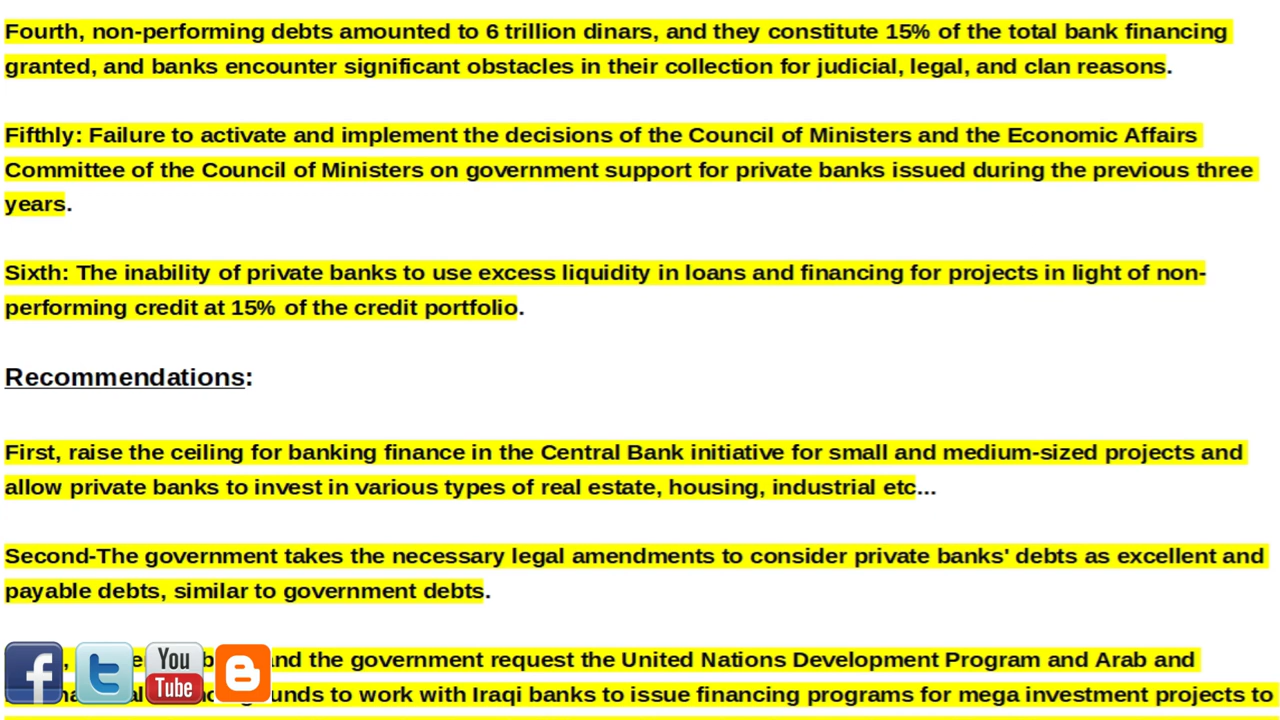 Fourth, non-performing debts amounted to 6 trillion dinars, and they constitute 15% of the total bank financing
granted, and banks encounter significant obstacles in their collection for judicial, legal, and clan reasons.
Fifthly: Failure to activate and implement the decisions of the Council of Ministers and the Economic Affairs
Committee of the Council of Ministers on government support for private banks issued during the previous three
years.
Sixth: The inability of private banks to use excess liquidity in loans and financing for projects in light of non-
performing credit at 15% of the credit portfolio.
Recommendations:
First, raise the ceiling for banking finance in the Central Bank initiative for small and medium-sized projects and
allow private banks to invest in various types of real estate, housing, industrial etc...
Second-The government takes the necessary legal amendments to consider private banks' debts as excellent and
payable debts, similar to government debts.
and the government request the United Nations Development Program and Arab and
to work with Iraqi banks to issue financing programs for mega investment projects to
You
Tube